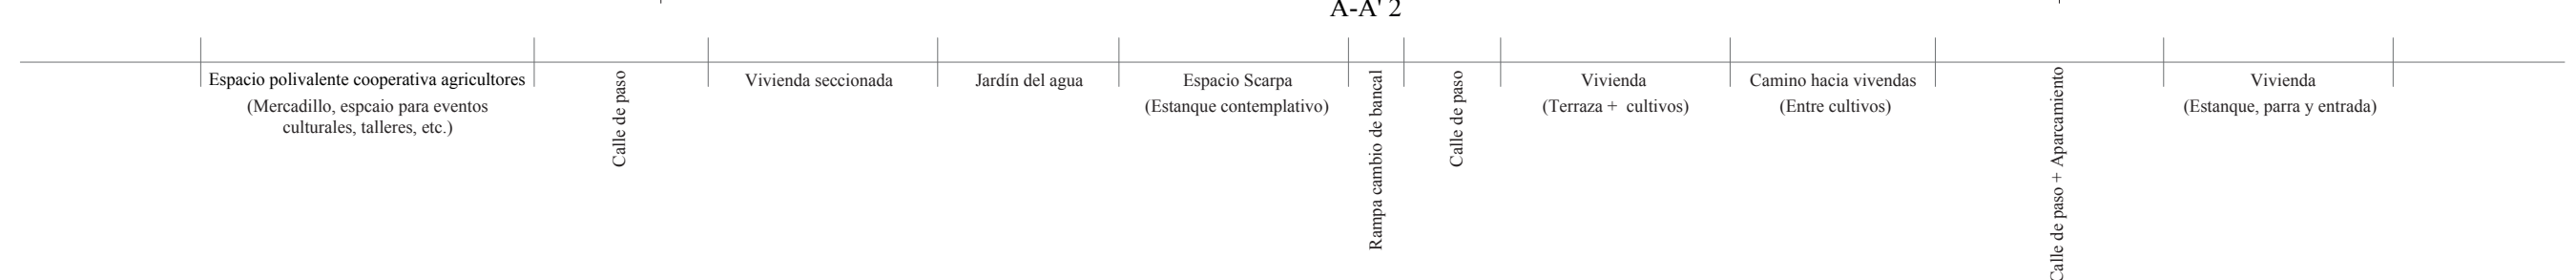 A-A' 2
Espacio polivalente cooperativa agricultores
(Mercadillo, espcaio para eventos
culturales, talleres, etc.)
Calle de paso
Vivienda seccionada
Jardín del agua
Espacio Scarpa
(Estanque contemplativo)
Rampa cambio de bancal
Calle de paso
Vivienda
(Terraza + cultivos)
Camino hacia vivendas
(Entre cultivos)
Calle de paso + Aparcamiento
Vivienda
(Estanque, parra y entrada)